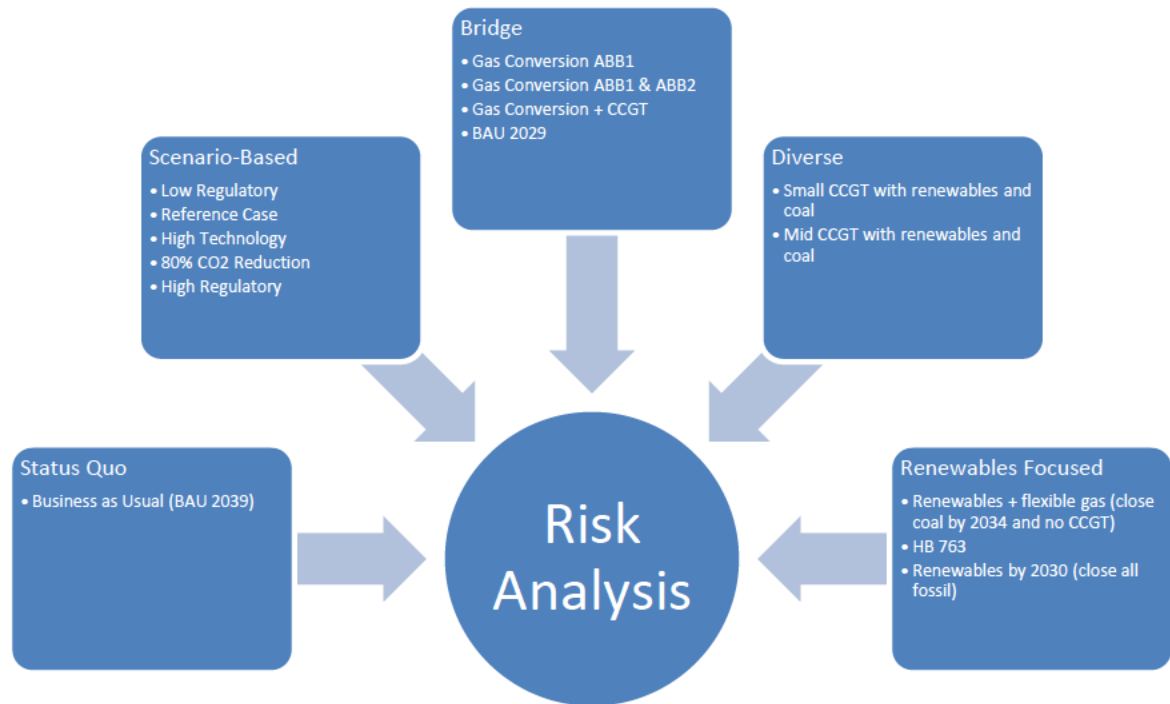 Bridge
• Gas Conversion ABB1
• Gas Conversion ABB1 & ABB2
• Gas Conversion + CCGT
• BAU 2029
Scenario-Based
• Low Regulatory
• Reference Case
• High Technology
• 80% CO2 Reduction
• High Regulatory
Diverse
• Small CCGT with renewables and
coal
• Mid CCGT with renewables and
coal
Status Quo
• Business as Usual (BAU 2039)
Risk
Analysis
Renewables Focused
• Renewables + flexible gas (close
coal by 2034 and no CCGT)
• HB 763
• Renewables by 2030 (close all
fossil)